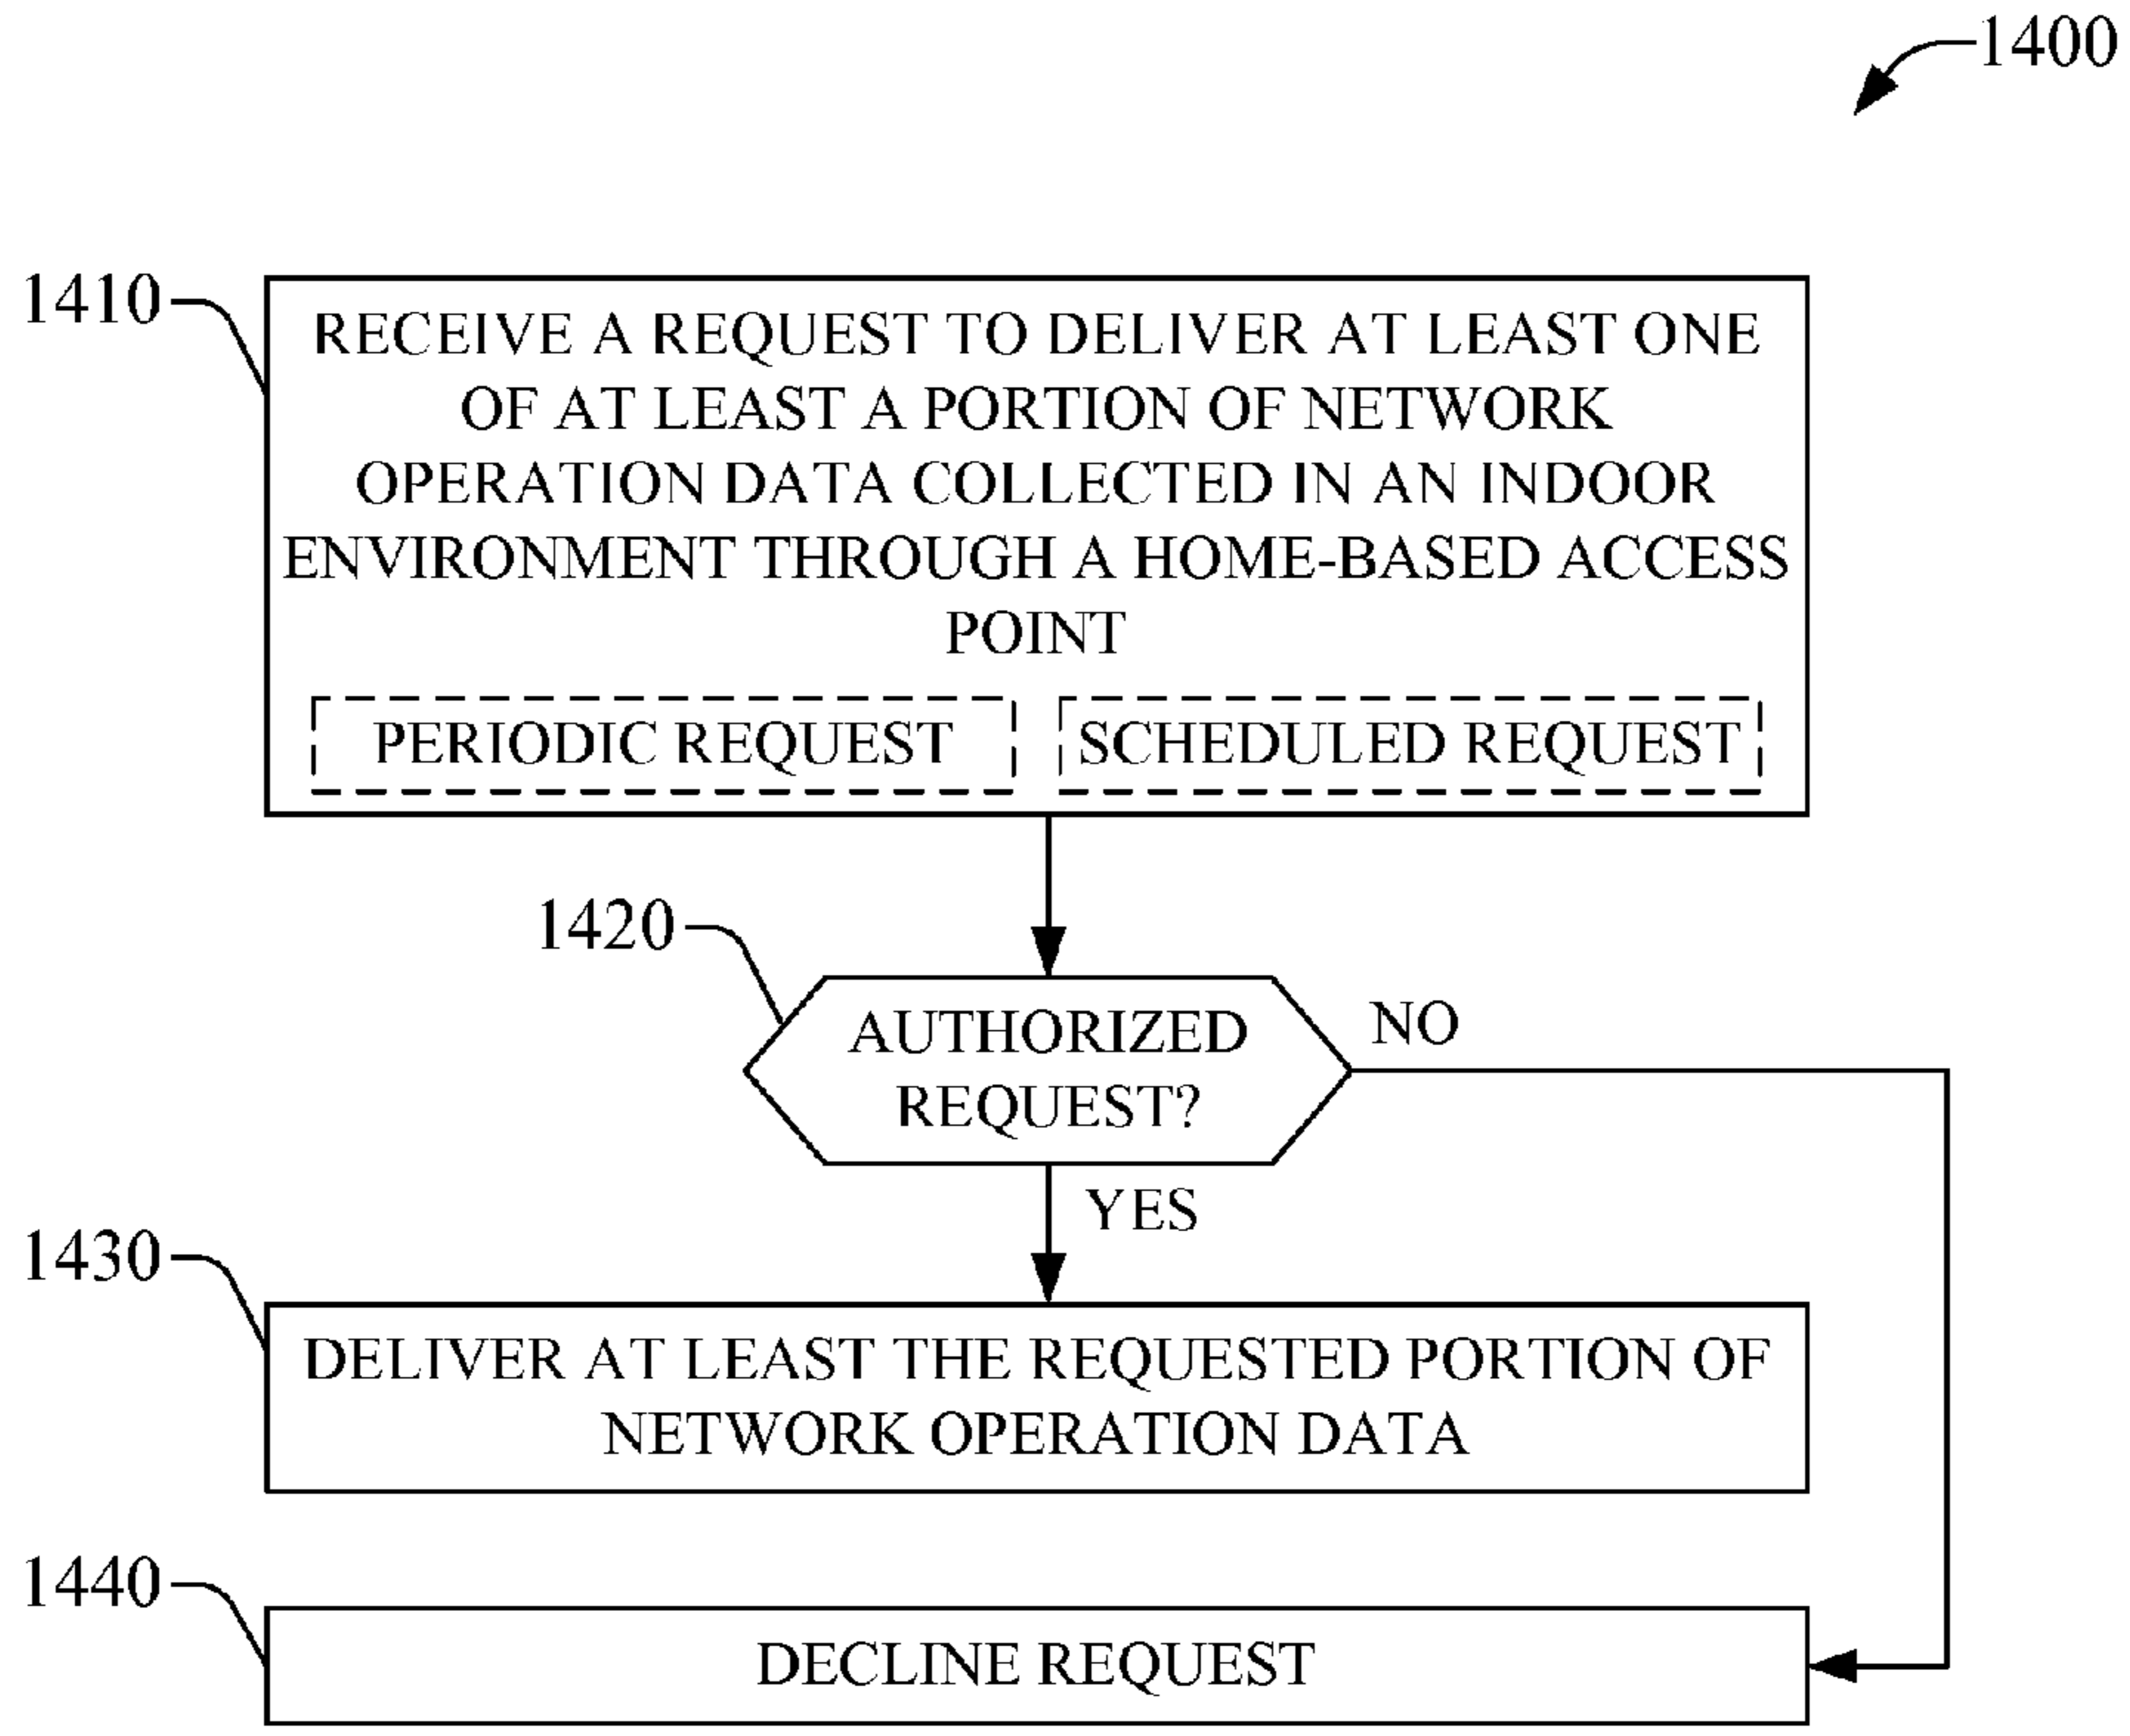 1400
1410
RECEIVE A REQUEST TO DELIVER AT LEAST ONE
OF AT LEAST A PORTION OF NETWORK
OPERATION DATA COLLECTED IN AN INDOOR
ENVIRONMENT THROUGH A HOME-BASED ACCESS
POINT
PERIODIC REQUEST
SCHEDULED REQUEST
1420
AUTHORIZED
REQUEST?
NO
YES
1430
DELIVER AT LEAST THE REQUESTED PORTION OF
NETWORK OPERATION DATA
1440
DECLINE REQUEST